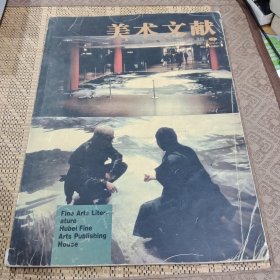 美术文献
Fine Arts Liter-
ature
Hubei Fine
Arts Publishing
House